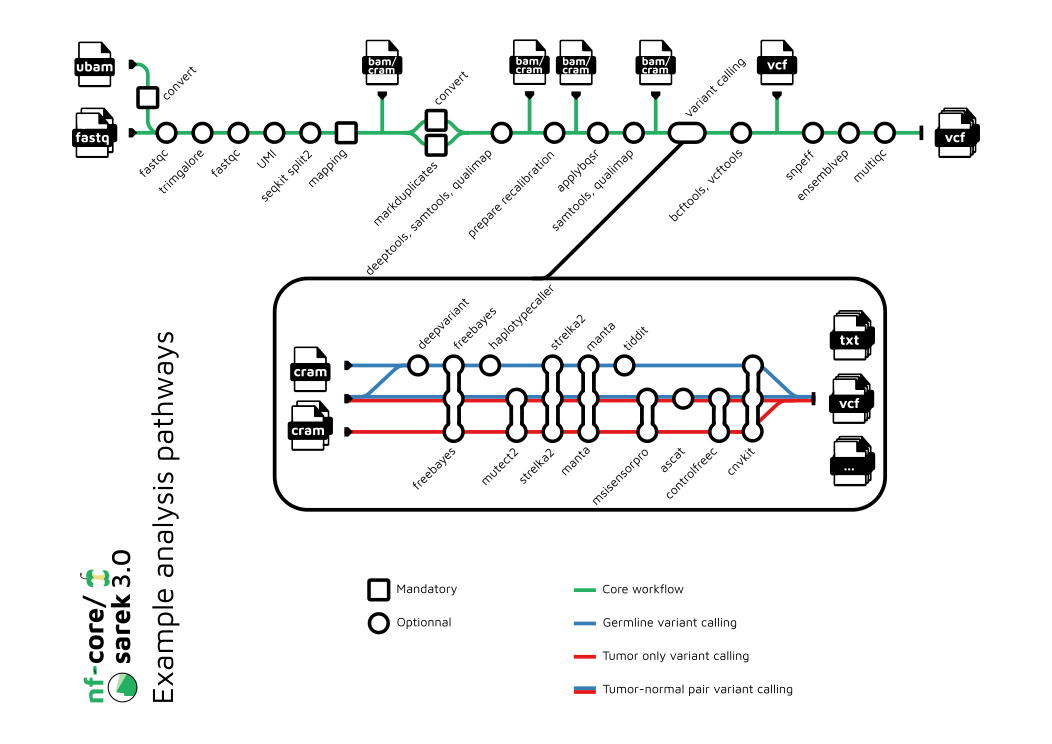 ubam
convert
fastq
fastqc
trimgalore
fastqc
UMI
seqkit split2
mapping
bam/
cram
convert
markduplicates
deeptools, samtools, qualimap
bam/
cram
prepare recalibration
bam/
cram
applybqsr
samtools, qualimap
bam/
cram
variant calling
bcftools, vcftools
vcf
snpeff
ensemblvep
multiqc
vcf
deepvariant
freebayes
haplotypecaller
strelka2
manta
tiddit
cram
cram
freebayes
mutect2
strelka2
manta
msisensorpro
ascat
controlfreec
cnvkit
txt
vcf
...
nf-core/
sarek 3.0
Example analysis pathways
Mandatory
Optionnal
Core workflow
Germline variant calling
Tumor only variant calling
Tumor-normal pair variant calling